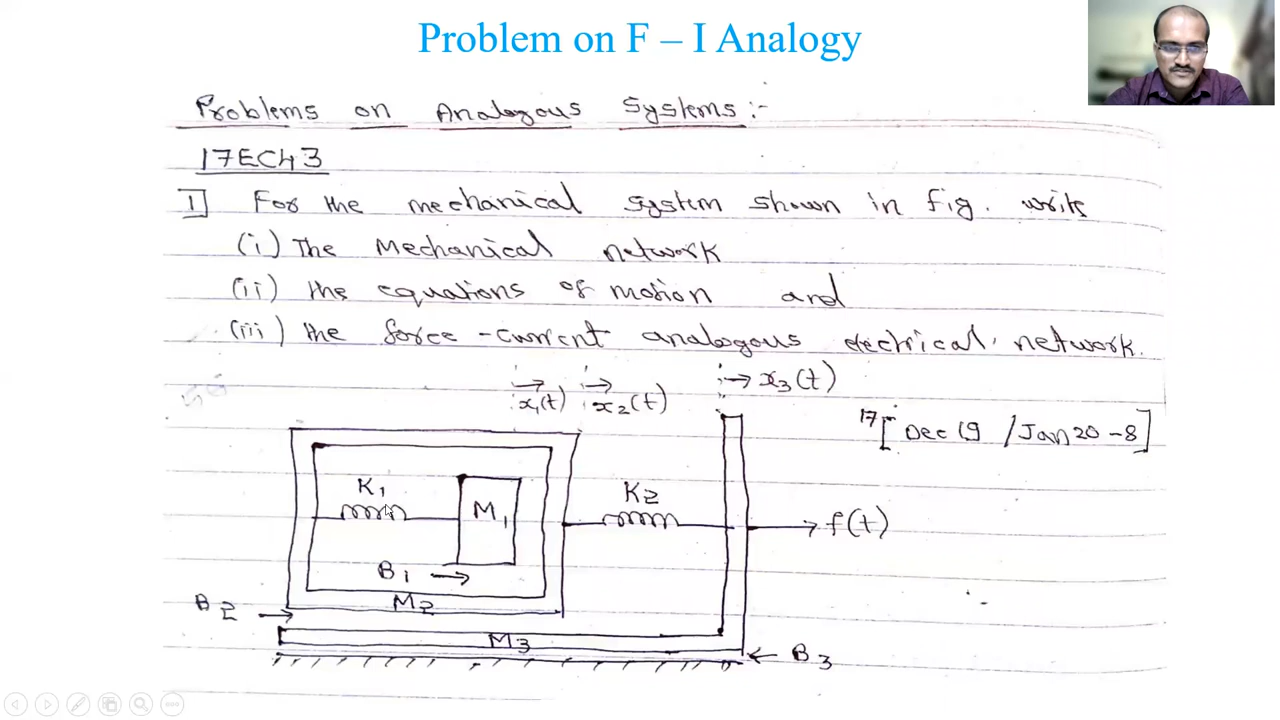 Problem on F – I Analogy
Problems on Analogous Systems :-
17EC43
1 For the mechanical system shown in fig. write
(i) The Mechanical network
(ii) the equations of motion and
(iii) the force-current analogous electrical network.
x1(t) x2(t) x3(t)
17[Dec 19 /Jan 20 -8]
K1
M1
K2
f(t)
B1
M2
B2
M3
B3